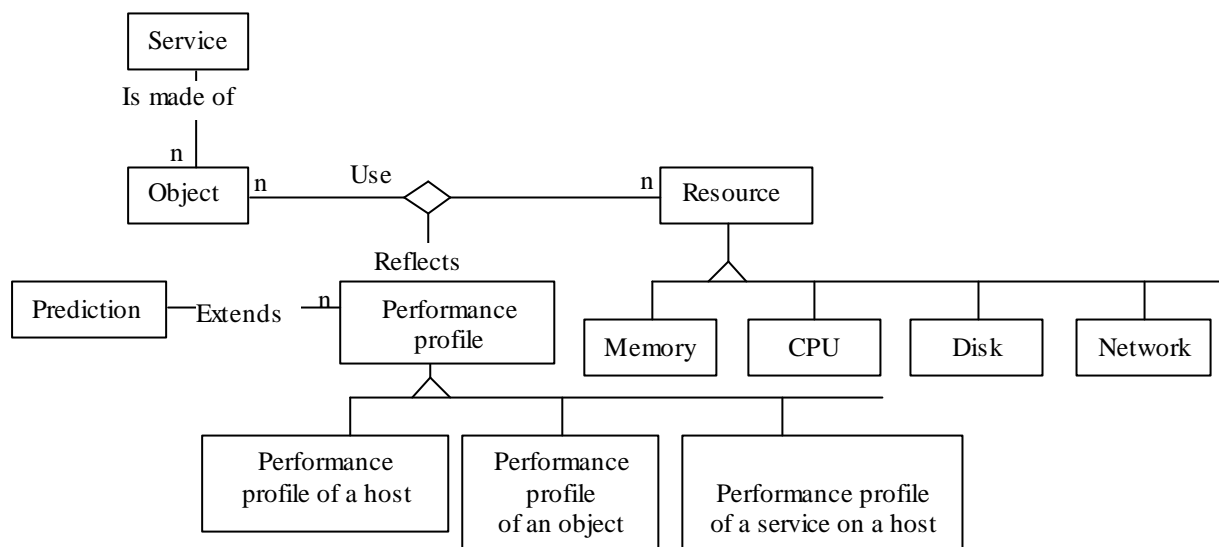 Service
Is made of
n
Object
n
Use
n
Resource
Reflects
Prediction
Extends
n
Performance
profile
Memory
CPU
Disk
Network
Performance
profile of a host
Performance
profile
of an object
Performance profile
of a service on a host